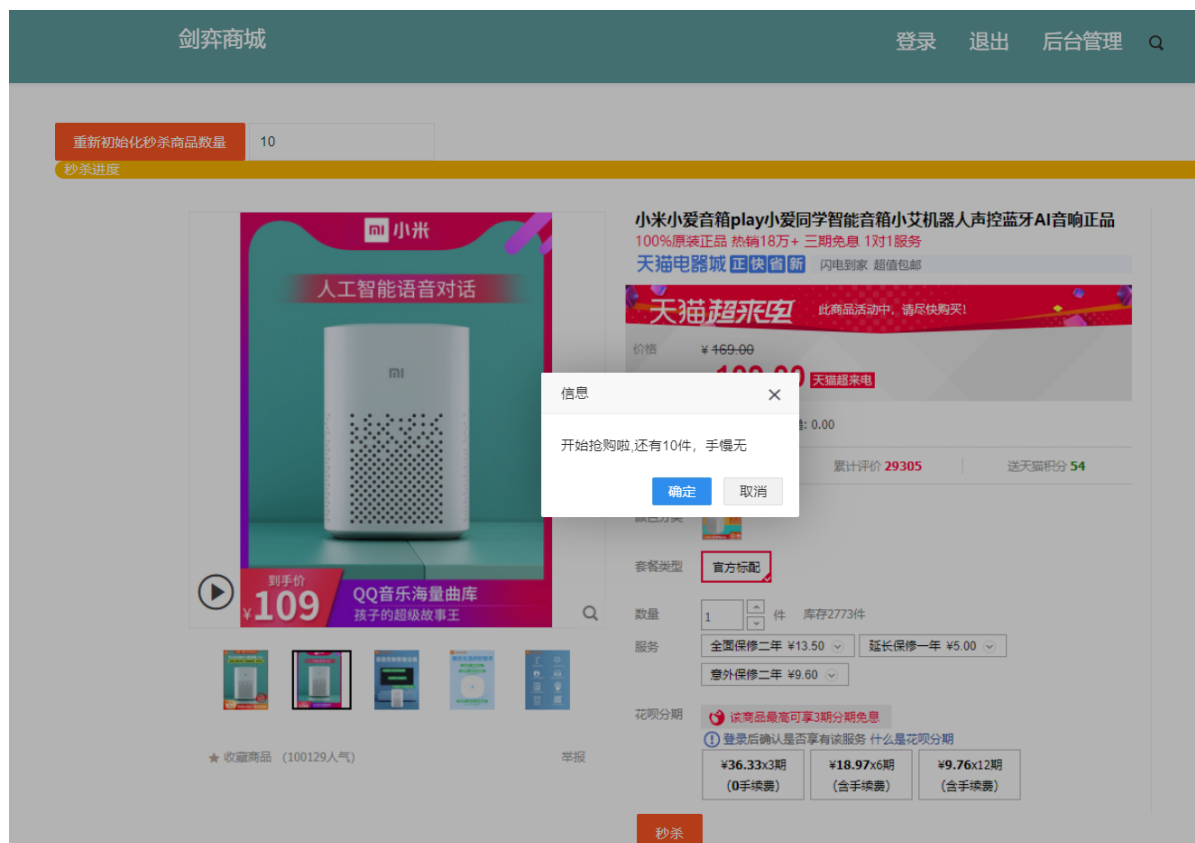 剑弈商城
登录 退出 后台管理
重新初始化秒杀商品数量 10
秒杀进度
小米
人工智能语音对话
到手价
¥109
QQ音乐海量曲库
孩子的超级故事王
★ 收藏商品 (100129人气) 举报
小米小爱音箱play小爱同学智能音箱小艾机器人声控蓝牙AI音响正品
100%原装正品 热销18万+ 三期免息 1对1服务
天猫电器城 正快省新 闪电到家 超值包邮
天猫超来电 此商品活动中，请尽快购买！
价格 ¥169.00
天猫超来电
信息
开始抢购啦,还有10件，手慢无
确定 取消
: 0.00
累计评价 29305 送天猫积分 54
套餐类型 官方标配
数量 1 件 库存2773件
服务 全国保修二年 ¥13.50 延长保修一年 ¥5.00
意外保修二年 ¥9.60
花呗分期 该商品最高可享3期分期免息
登录后确认是否享有该服务 什么是花呗分期
¥36.33x3期 ¥18.97x6期 ¥9.76x12期
(0手续费) (含手续费) (含手续费)
秒杀